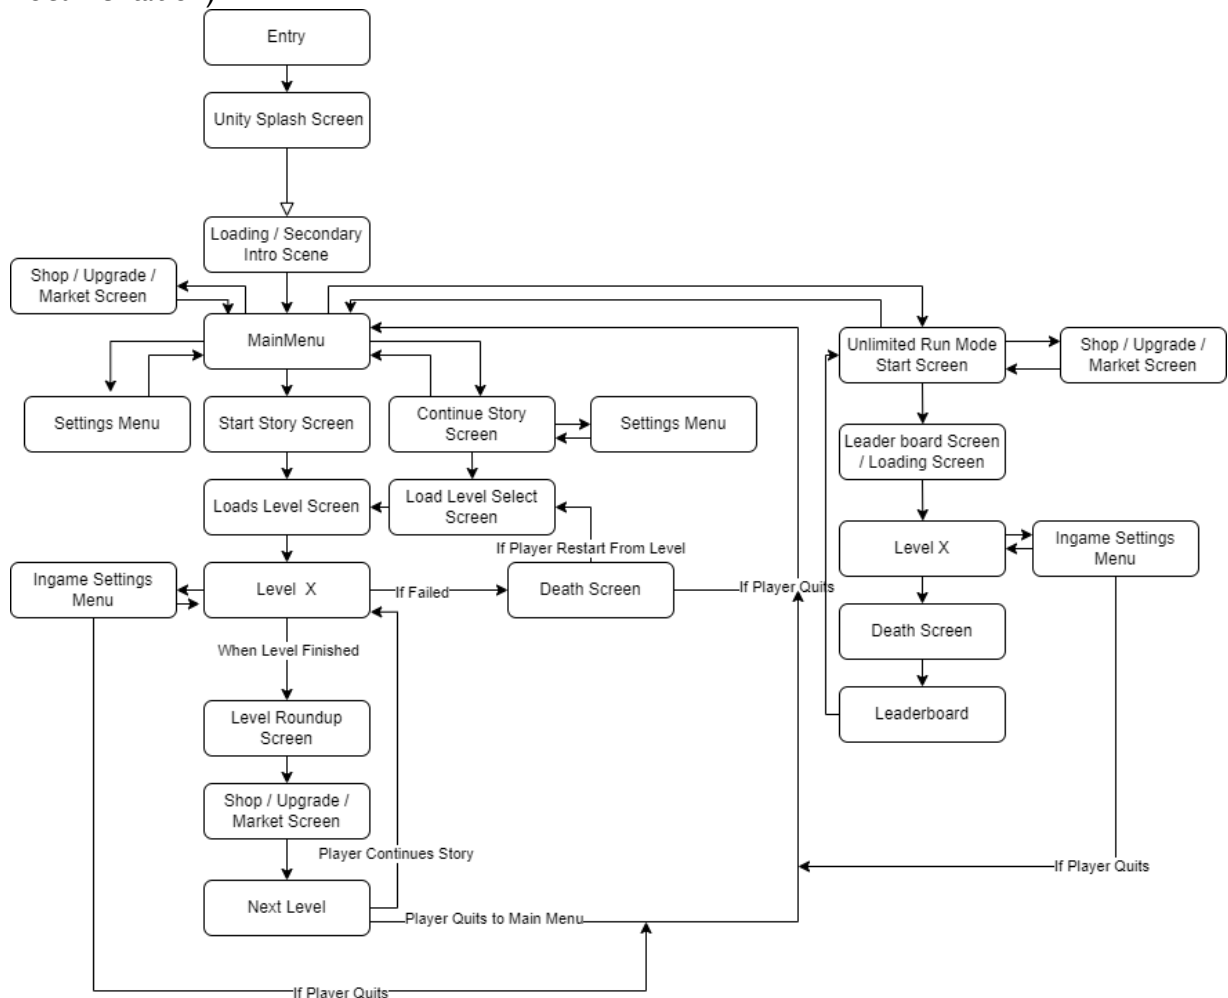 Entry
Unity Splash Screen
Loading / Secondary
Intro Scene
Shop / Upgrade /
Market Screen
MainMenu
Unlimited Run Mode
Start Screen
Shop / Upgrade /
Market Screen
Settings Menu
Start Story Screen
Continue Story
Screen
Settings Menu
Leader board Screen
/ Loading Screen
Loads Level Screen
Load Level Select
Screen
If Player Restart From Level
Level X
Ingame Settings
Menu
Ingame Settings
Menu
Level X
If Failed
Death Screen
If Player Quits
Death Screen
When Level Finished
Level Roundup
Screen
Leaderboard
Shop / Upgrade /
Market Screen
Player Continues Story
If Player Quits
Next Level
Player Quits to Main Menu
If Player Quits